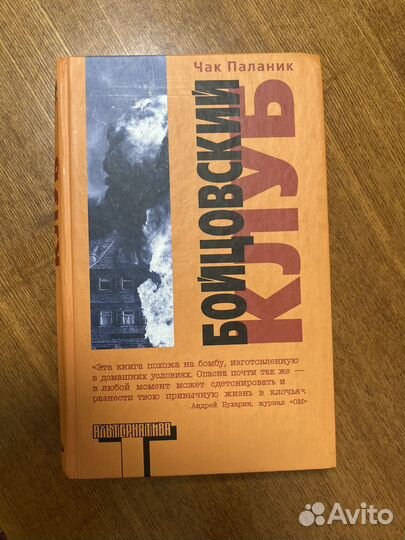 Чак Паланик
БОЙЦОВСКИЙ
КЛУБ
«Эта книга похожа на бомбу, изготовленную
в домашних условиях. Опасна почти так же —
в любой момент может сдетонировать и
разнести твою привычную жизнь в клочья».
Андрей Бухарин, журнал «ОМ»
АЛЬТЕРНАТИВА
Avito